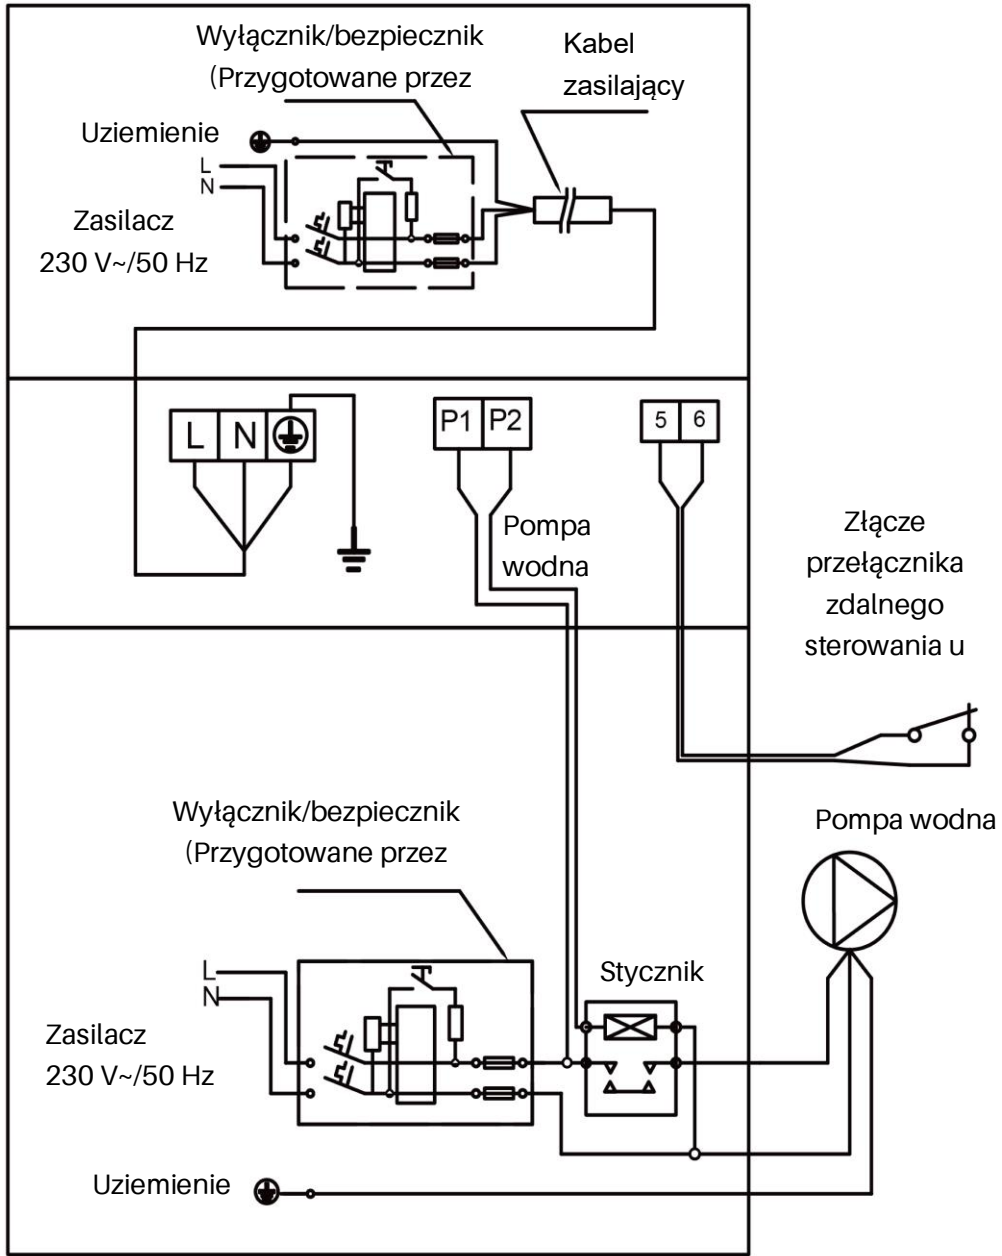 Wyłącznik/bezpiecznik
(Przygotowane przez
Kabel
zasilający
Uziemienie
L
N
Zasilacz
230 V~/50 Hz
L N
P1 P2
5 6
Pompa
wodna
Złącze
przełącznika
zdalnego
sterowania u
Wyłącznik/bezpiecznik
(Przygotowane przez
Pompa wodna
L
N
Stycznik
Zasilacz
230 V~/50 Hz
Uziemienie